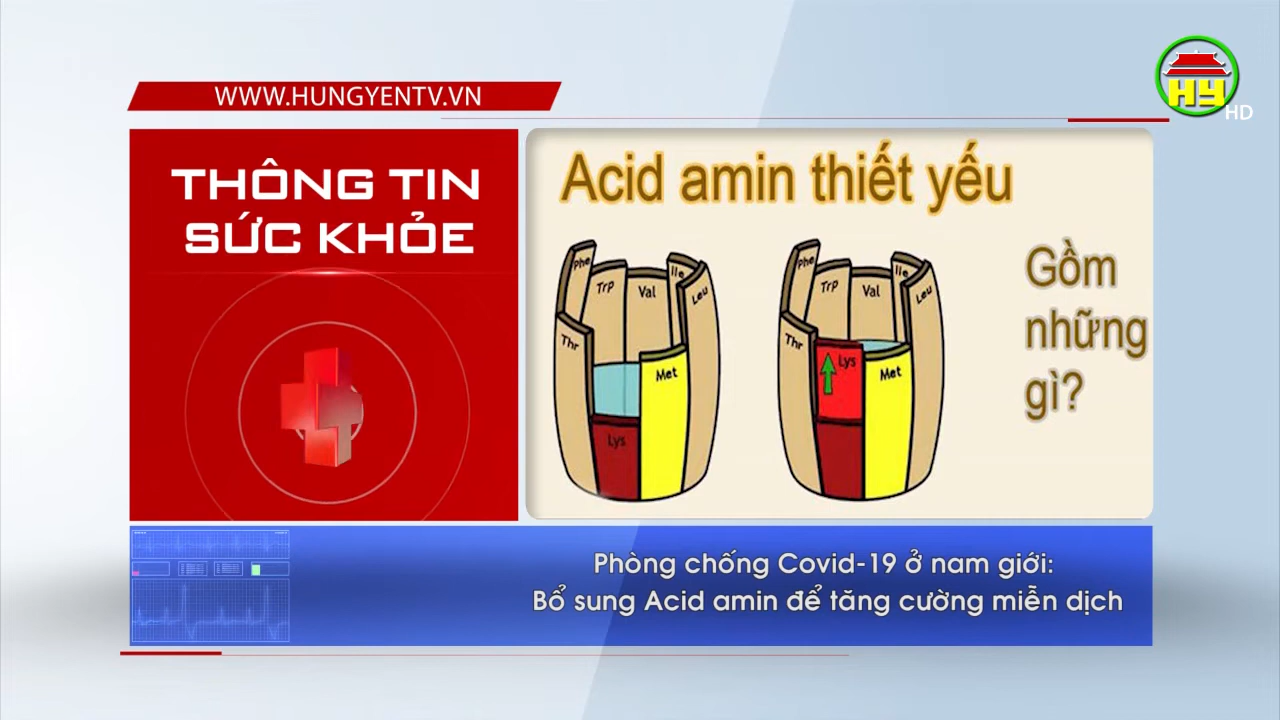 WWW.HUNGYENTV.VN
HY
HD
THÔNG TIN
SỨC KHỎE
Acid amin thiết yếu
Gồm
những
gì?
Phe
Trp
Val
Ile
Leu
Thr
Met
Lys
Phe
Trp
Val
Ile
Leu
Thr
Lys
Met
Phòng chống Covid-19 ở nam giới:
Bổ sung Acid amin để tăng cường miễn dịch